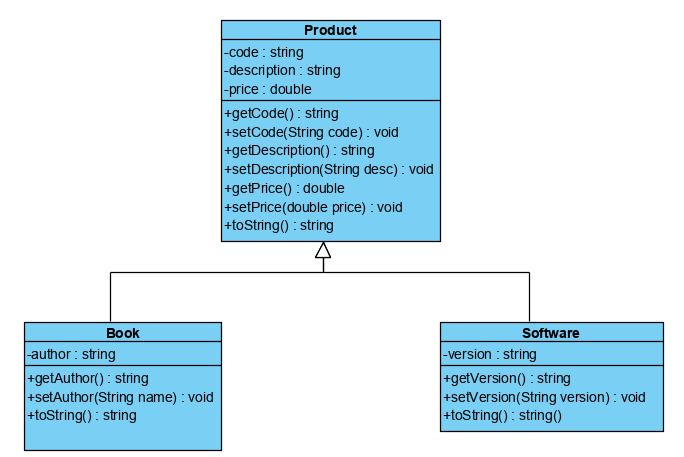 Product
-code : string
-description : string
-price : double
+getCode() : string
+setCode(String code) : void
+getDescription() : string
+setDescription(String desc) : void
+getPrice() : double
+setPrice(double price) : void
+toString() : string
Book
-author : string
+getAuthor() : string
+setAuthor(String name) : void
+toString() : string
Software
-version : string
+getVersion() : string
+setVersion(String version) : void
+toString() : string()